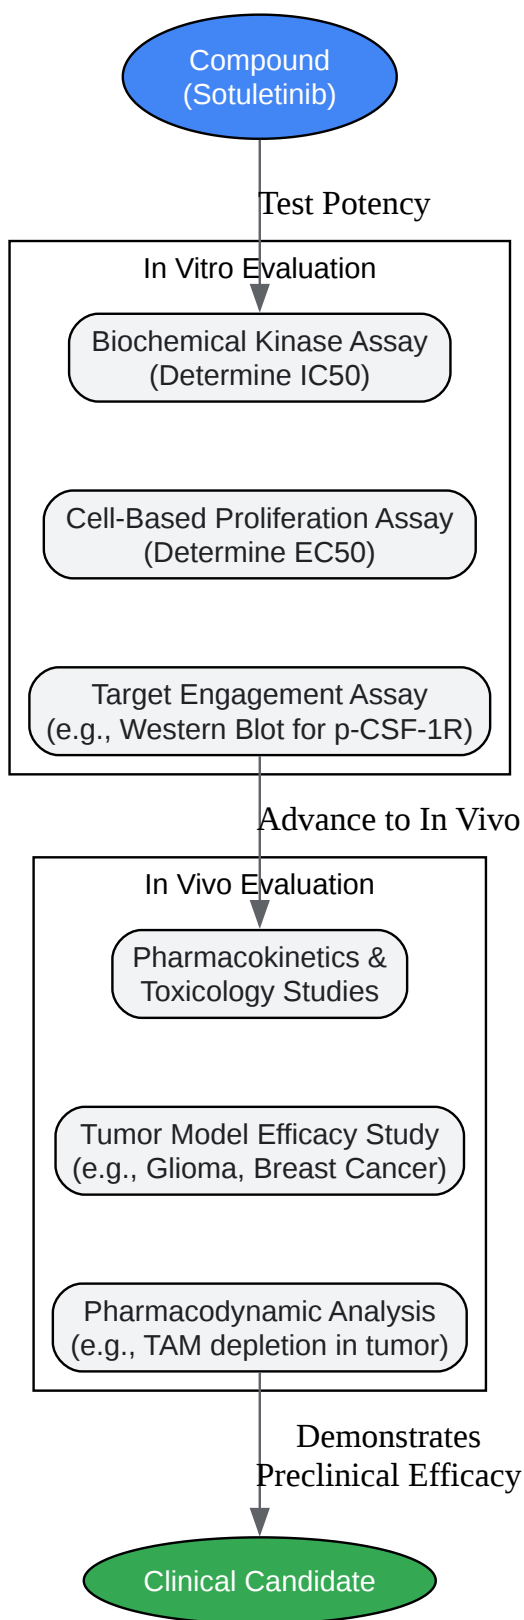 Compound
(Sotuletinib)
Test Potency
In Vitro Evaluation
Biochemical Kinase Assay
(Determine IC50)
Cell-Based Proliferation Assay
(Determine EC50)
Target Engagement Assay
(e.g., Western Blot for p-CSF-1R)
Advance to In Vivo
In Vivo Evaluation
Pharmacokinetics &
Toxicology Studies
Tumor Model Efficacy Study
(e.g., Glioma, Breast Cancer)
Pharmacodynamic Analysis
(e.g., TAM depletion in tumor)
Demonstrates
Preclinical Efficacy
Clinical Candidate